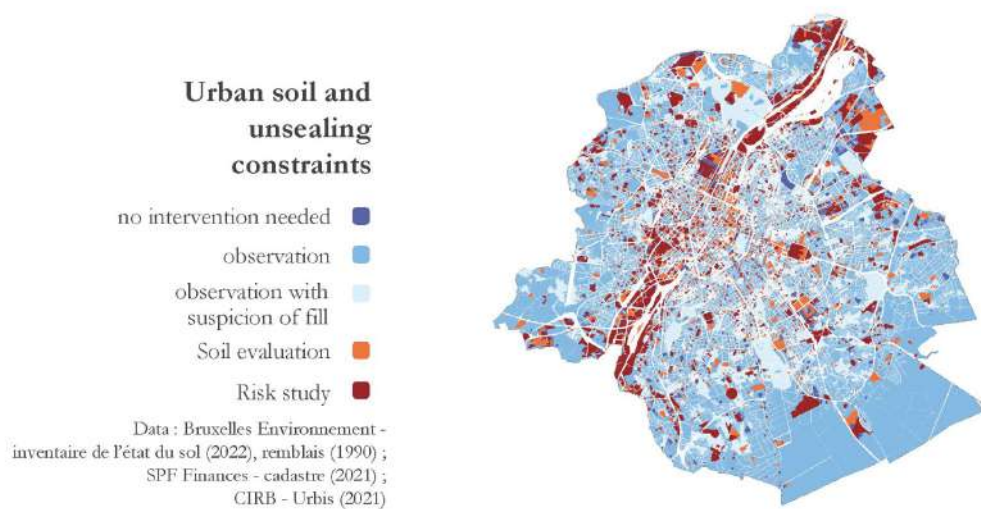 Urban soil and
unsealing
constraints
no intervention needed
observation
observation with
suspicion of fill
Soil evaluation
Risk study
Data : Bruxelles Environnement -
inventaire de l'état du sol (2022), remblais (1990) ;
SPF Finances - cadastre (2021) ;
CIRB - Urbis (2021)